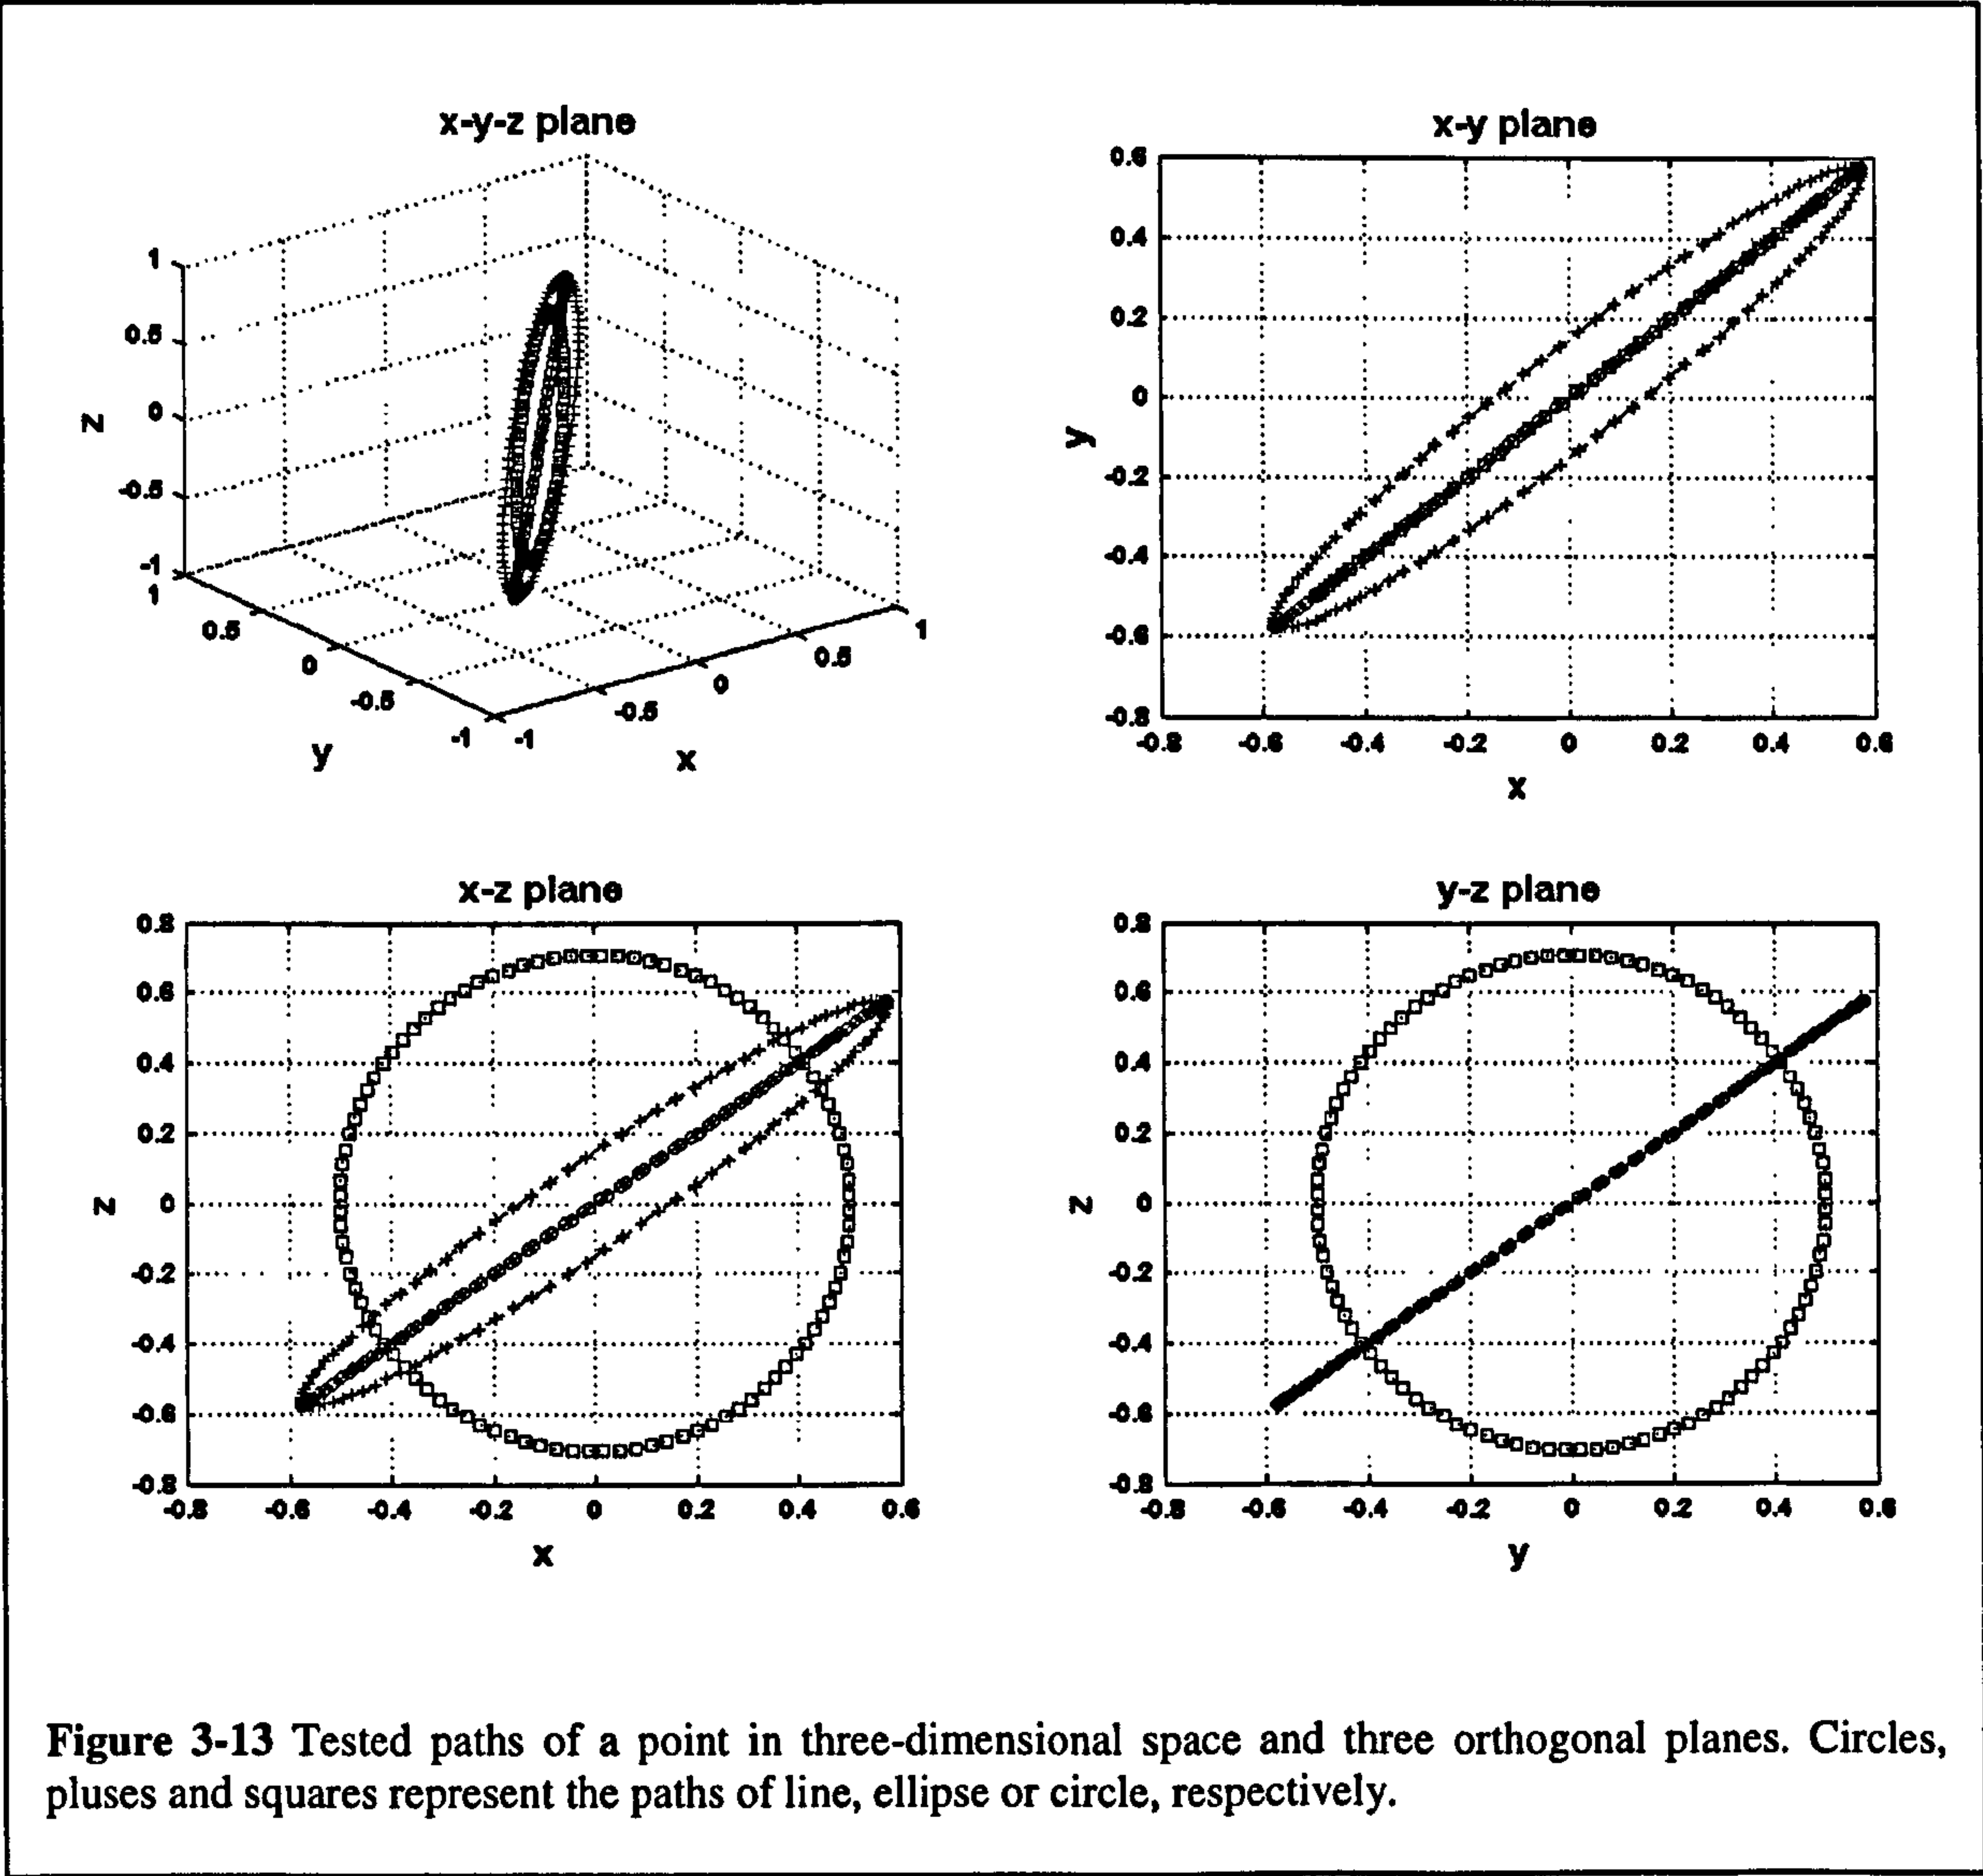 x-y-z plane
1
0.5
0
-0.5
-1
z
1
0.5
0
-0.5
-1
y
-1
-0.5
0
0.5
1
x
x-y plane
0.6
0.4
0.2
0
-0.2
-0.4
-0.6
-0.8
y
-0.8 -0.6 -0.4 -0.2 0 0.2 0.4 0.6
x
x-z plane
0.8
0.6
0.4
0.2
0
-0.2
-0.4
-0.6
-0.8
z
-0.8 -0.6 -0.4 -0.2 0 0.2 0.4 0.6
x
y-z plane
0.8
0.6
0.4
0.2
0
-0.2
-0.4
-0.6
-0.8
z
-0.8 -0.6 -0.4 -0.2 0 0.2 0.4 0.6
y
Figure 3-13 Tested paths of a point in three-dimensional space and three orthogonal planes. Circles,
pluses and squares represent the paths of line, ellipse or circle, respectively.